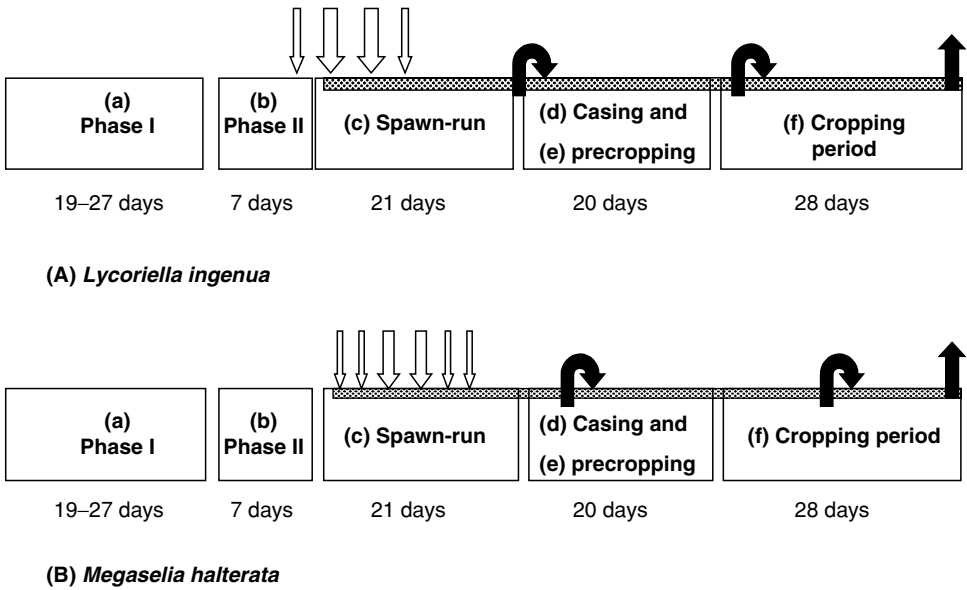 (a)
Phase I
(b)
Phase II
(c) Spawn-run
(d) Casing and
(e) precropping
(f) Cropping
period
19–27 days
7 days
21 days
20 days
28 days
(A) Lycoriella ingenua
(a)
Phase I
(b)
Phase II
(c) Spawn-run
(d) Casing and
(e) precropping
(f) Cropping period
19–27 days
7 days
21 days
20 days
28 days
(B) Megaselia halterata